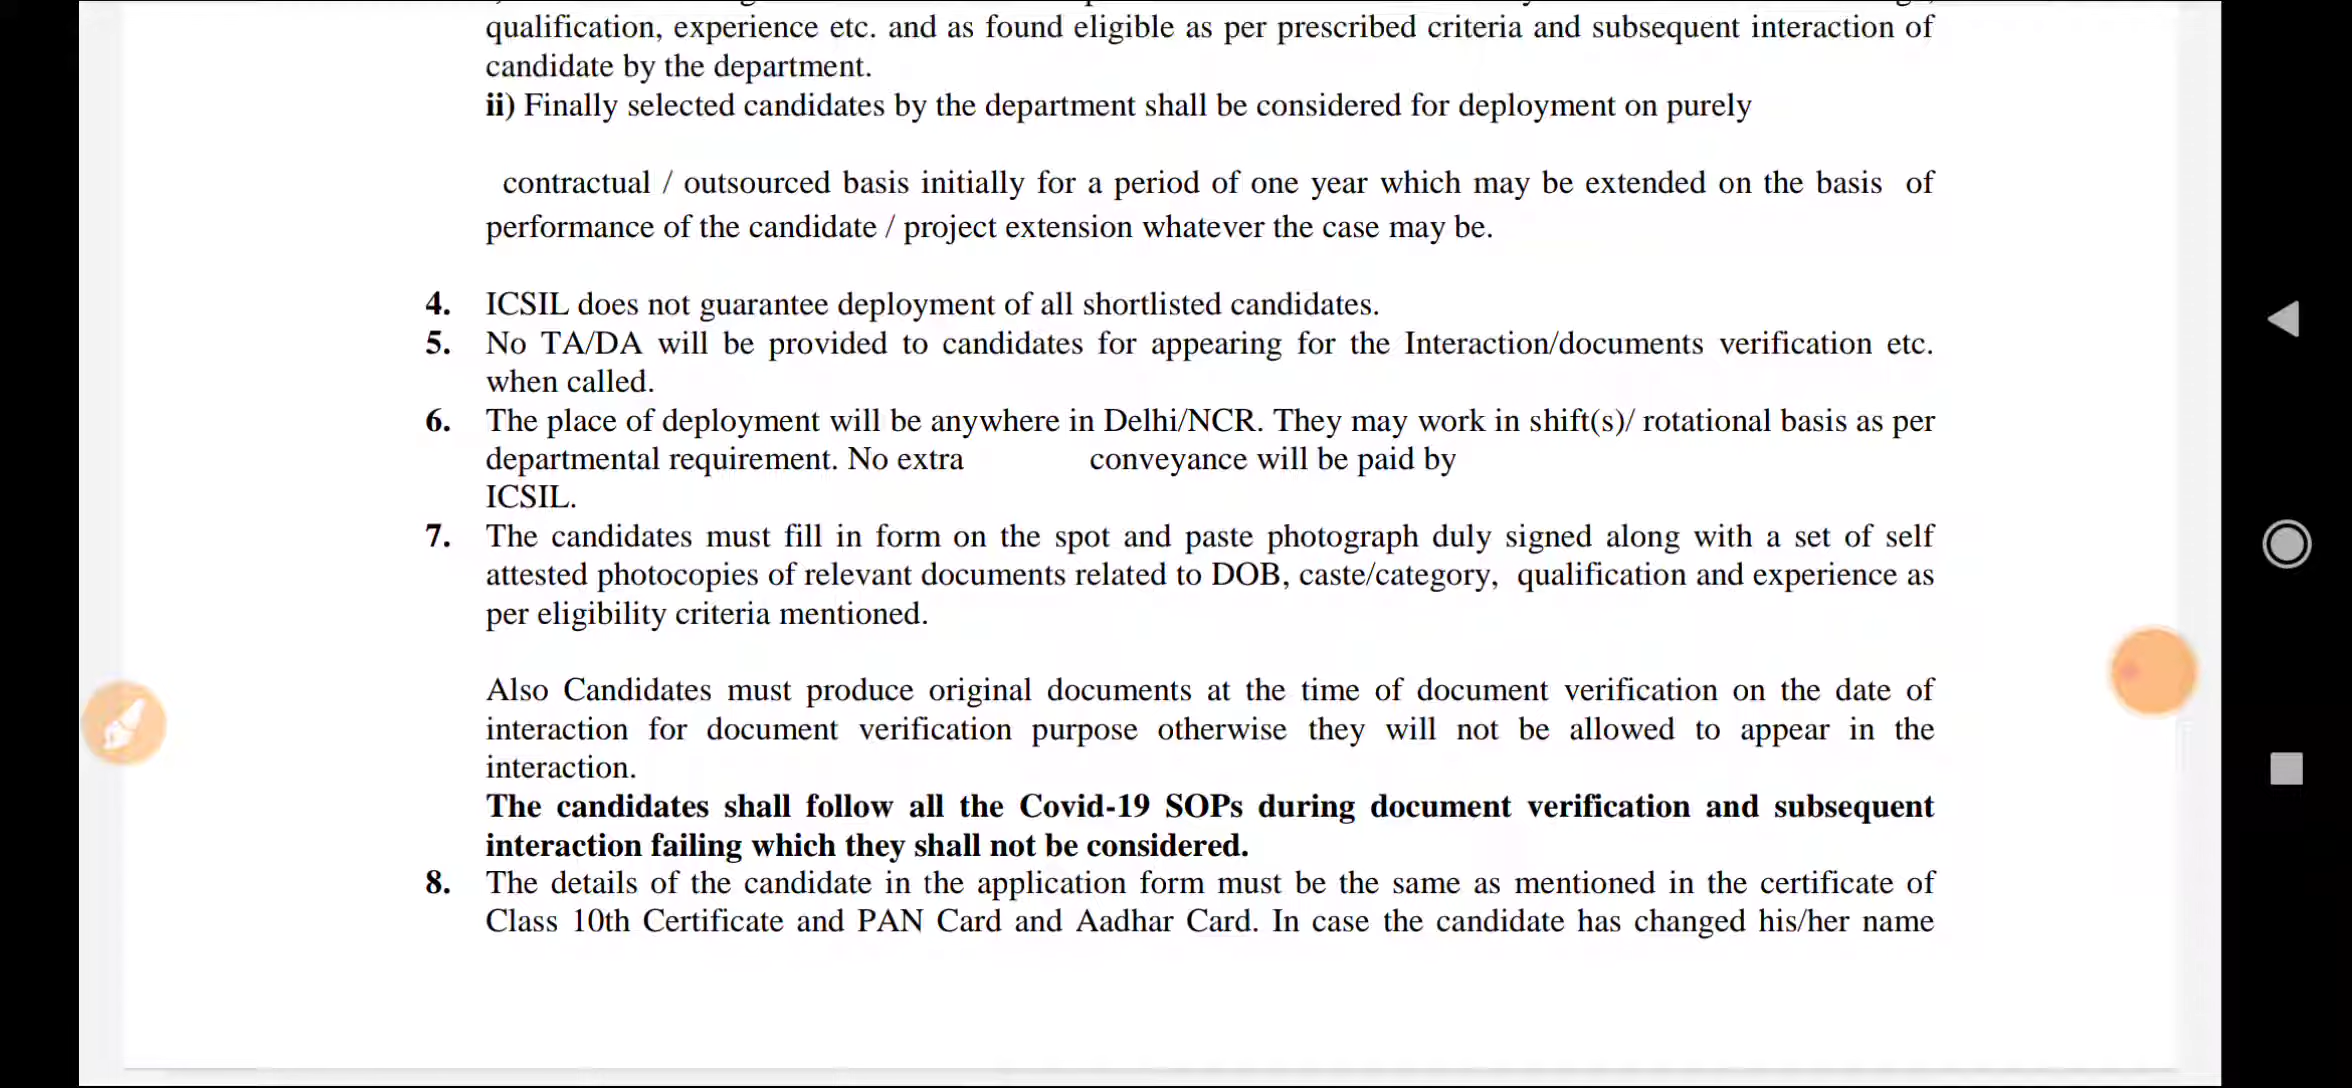 qualification, experience etc. and as found eligible as per prescribed criteria and subsequent interaction of
candidate by the department.
ii) Finally selected candidates by the department shall be considered for deployment on purely
contractual / outsourced basis initially for a period of one year which may be extended on the basis of
performance of the candidate / project extension whatever the case may be.
4. ICSIL does not guarantee deployment of all shortlisted candidates.
5. No TA/DA will be provided to candidates for appearing for the Interaction/documents verification etc.
when called.
6. The place of deployment will be anywhere in Delhi/NCR. They may work in shift(s)/ rotational basis as per
departmental requirement. No extra conveyance will be paid by
ICSIL.
7. The candidates must fill in form on the spot and paste photograph duly signed along with a set of self
attested photocopies of relevant documents related to DOB, caste/category, qualification and experience as
per eligibility criteria mentioned.
Also Candidates must produce original documents at the time of document verification on the date of
interaction for document verification purpose otherwise they will not be allowed to appear in the
interaction.
The candidates shall follow all the Covid-19 SOPs during document verification and subsequent
interaction failing which they shall not be considered.
8. The details of the candidate in the application form must be the same as mentioned in the certificate of
Class 10th Certificate and PAN Card and Aadhar Card. In case the candidate has changed his/her name